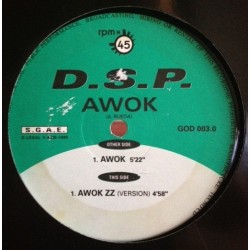 rpm
45
D.S.P.
AWOK
GOD 003.0
EITHER SIDE
1. AWOK 5'22"
S.G.A.E.
THIS SIDE
1. AWOK ZZ (VERSION) 4'58"